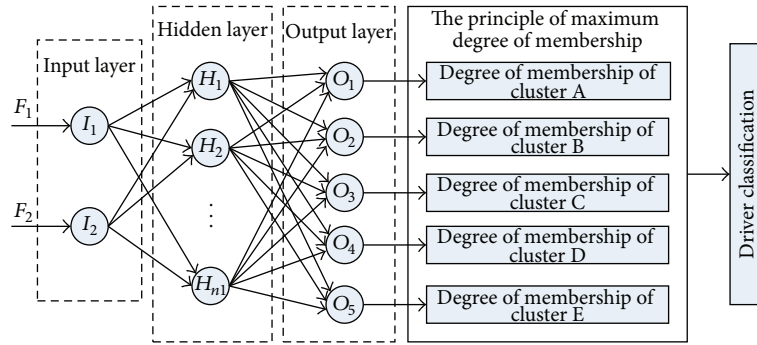 Input layer
F1
F2
I1
I2
Hidden layer
H1
H2
⋮
Hn1
Output layer
O1
O2
O3
O4
O5
The principle of maximum
degree of membership
Degree of membership of
cluster A
Degree of membership of
cluster B
Degree of membership of
cluster C
Degree of membership of
cluster D
Degree of membership of
cluster E
Driver classification